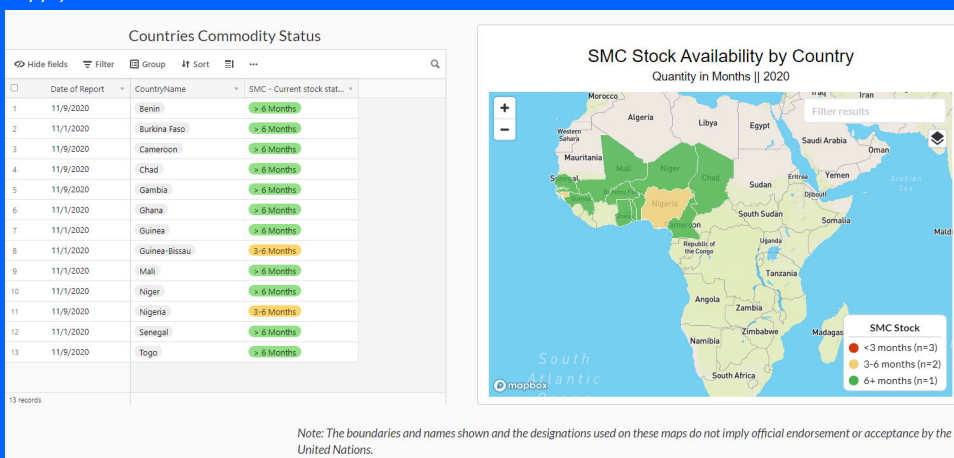 Countries Commodity Status
Hide fields Filter Group Sort ...
Date of Report CountryName SMC - Current stock stat...
1 11/9/2020 Benin > 6 Months
2 11/1/2020 Burkina Faso > 6 Months
3 11/9/2020 Cameroon > 6 Months
4 11/9/2020 Chad > 6 Months
5 11/9/2020 Gambia > 6 Months
6 11/1/2020 Ghana > 6 Months
7 11/1/2020 Guinea > 6 Months
8 11/1/2020 Guinea-Bissau 3-6 Months
9 11/1/2020 Mali > 6 Months
10 11/1/2020 Niger > 6 Months
11 11/9/2020 Nigeria 3-6 Months
12 11/1/2020 Senegal > 6 Months
13 11/9/2020 Togo > 6 Months
13 records
SMC Stock Availability by Country
Quantity in Months || 2020
+
−
Filter results
Morocco
Iraq
Iran
Algeria
Libya
Egypt
Western
Sahara
Saudi Arabia
Oman
Mauritania
Mali
Niger
Chad
Senegal
Sudan
Eritrea
Yemen
Arabian
Sea
Burkina Faso
Guinea
Djibouti
Nigeria
Ghana
South Sudan
Somalia
Cameroon
Maldi
Republic of
the Congo
Uganda
Tanzania
Angola
Zambia
Zimbabwe
Madagas
Namibia
South
Atlantic
South Africa
mapbox
SMC Stock
<3 months (n=3)
3-6 months (n=2)
6+ months (n=1)
Note: The boundaries and names shown and the designations used on these maps do not imply official endorsement or acceptance by the
United Nations.